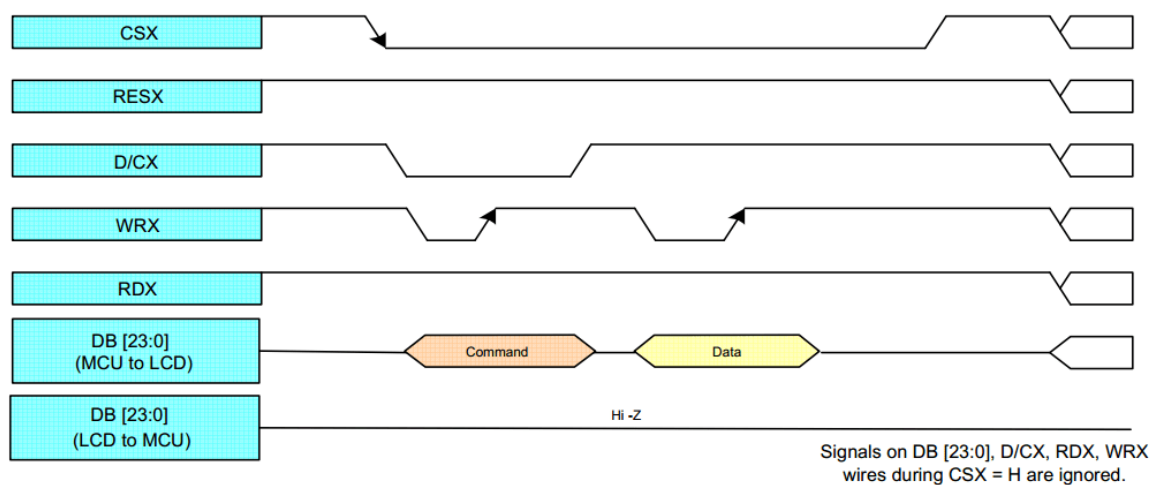 CSX
RESX
D/CX
WRX
RDX
DB [23:0]
(MCU to LCD)
Command
Data
DB [23:0]
(LCD to MCU)
Hi -Z
Signals on DB [23:0], D/CX, RDX, WRX
wires during CSX = H are ignored.